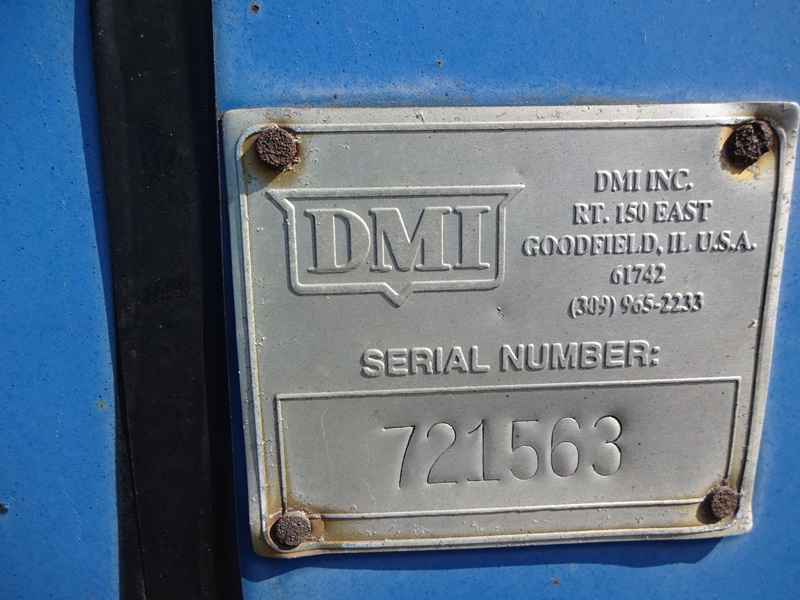 DMI
DMI INC.
RT. 150 EAST
GOODFIELD, IL U.S.A.
61742
(309) 965-2233
SERIAL NUMBER:
721563